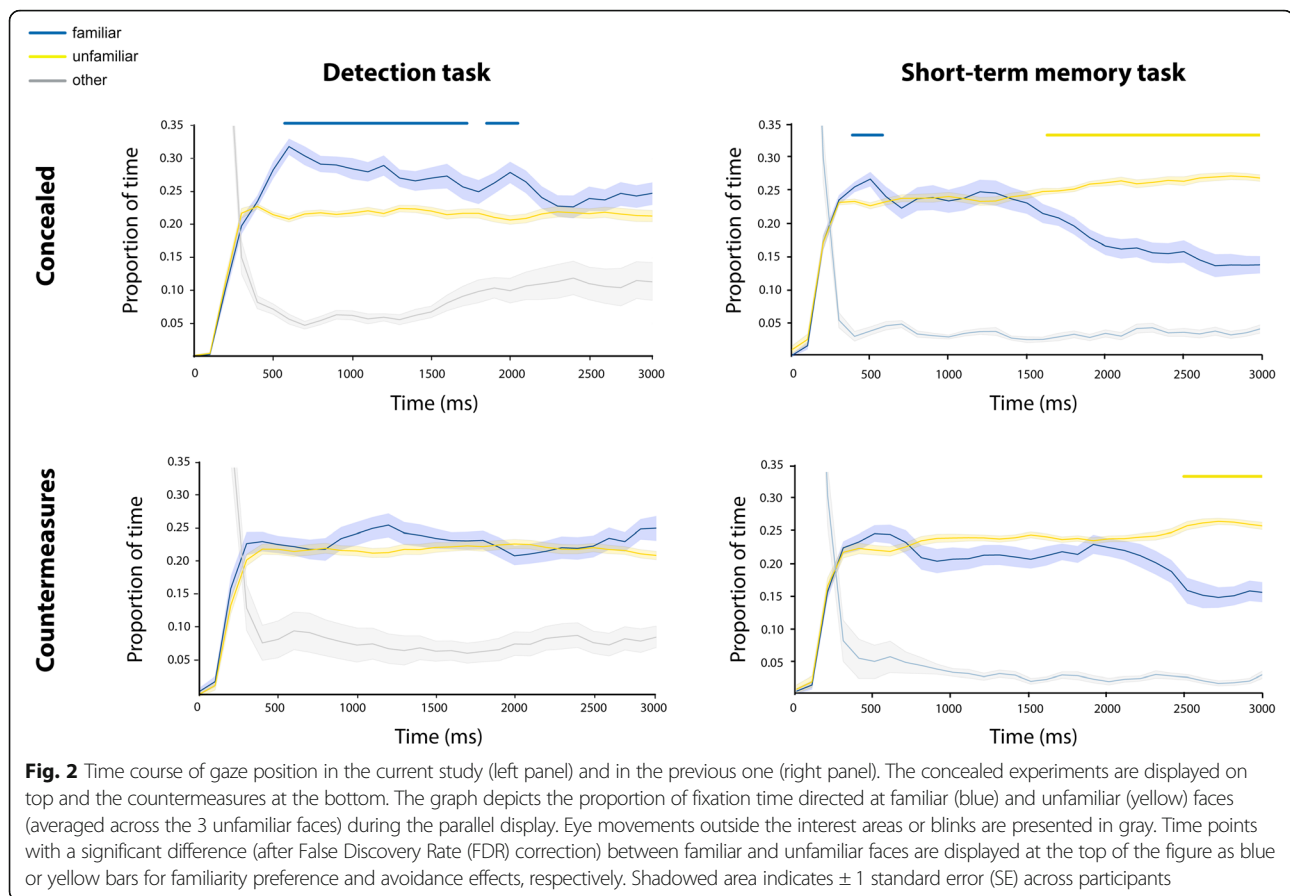 familiar
unfamiliar
other
Detection task
Short-term memory task
Concealed
Proportion of time
0.35
0.30
0.25
0.20
0.15
0.10
0.05
0
500
1000
1500
2000
2500
3000
Time (ms)
Proportion of time
0.35
0.30
0.25
0.20
0.15
0.10
0.05
0
500
1000
1500
2000
2500
3000
Time (ms)
Countermeasures
Proportion of time
0.35
0.30
0.25
0.20
0.15
0.10
0.05
0
500
1000
1500
2000
2500
3000
Time (ms)
Proportion of time
0.35
0.30
0.25
0.20
0.15
0.10
0.05
0
500
1000
1500
2000
2500
3000
Time (ms)
Fig. 2 Time course of gaze position in the current study (left panel) and in the previous one (right panel). The concealed experiments are displayed on
top and the countermeasures at the bottom. The graph depicts the proportion of fixation time directed at familiar (blue) and unfamiliar (yellow) faces
(averaged across the 3 unfamiliar faces) during the parallel display. Eye movements outside the interest areas or blinks are presented in gray. Time points
with a significant difference (after False Discovery Rate (FDR) correction) between familiar and unfamiliar faces are displayed at the top of the figure as blue
or yellow bars for familiarity preference and avoidance effects, respectively. Shadowed area indicates ± 1 standard error (SE) across participants